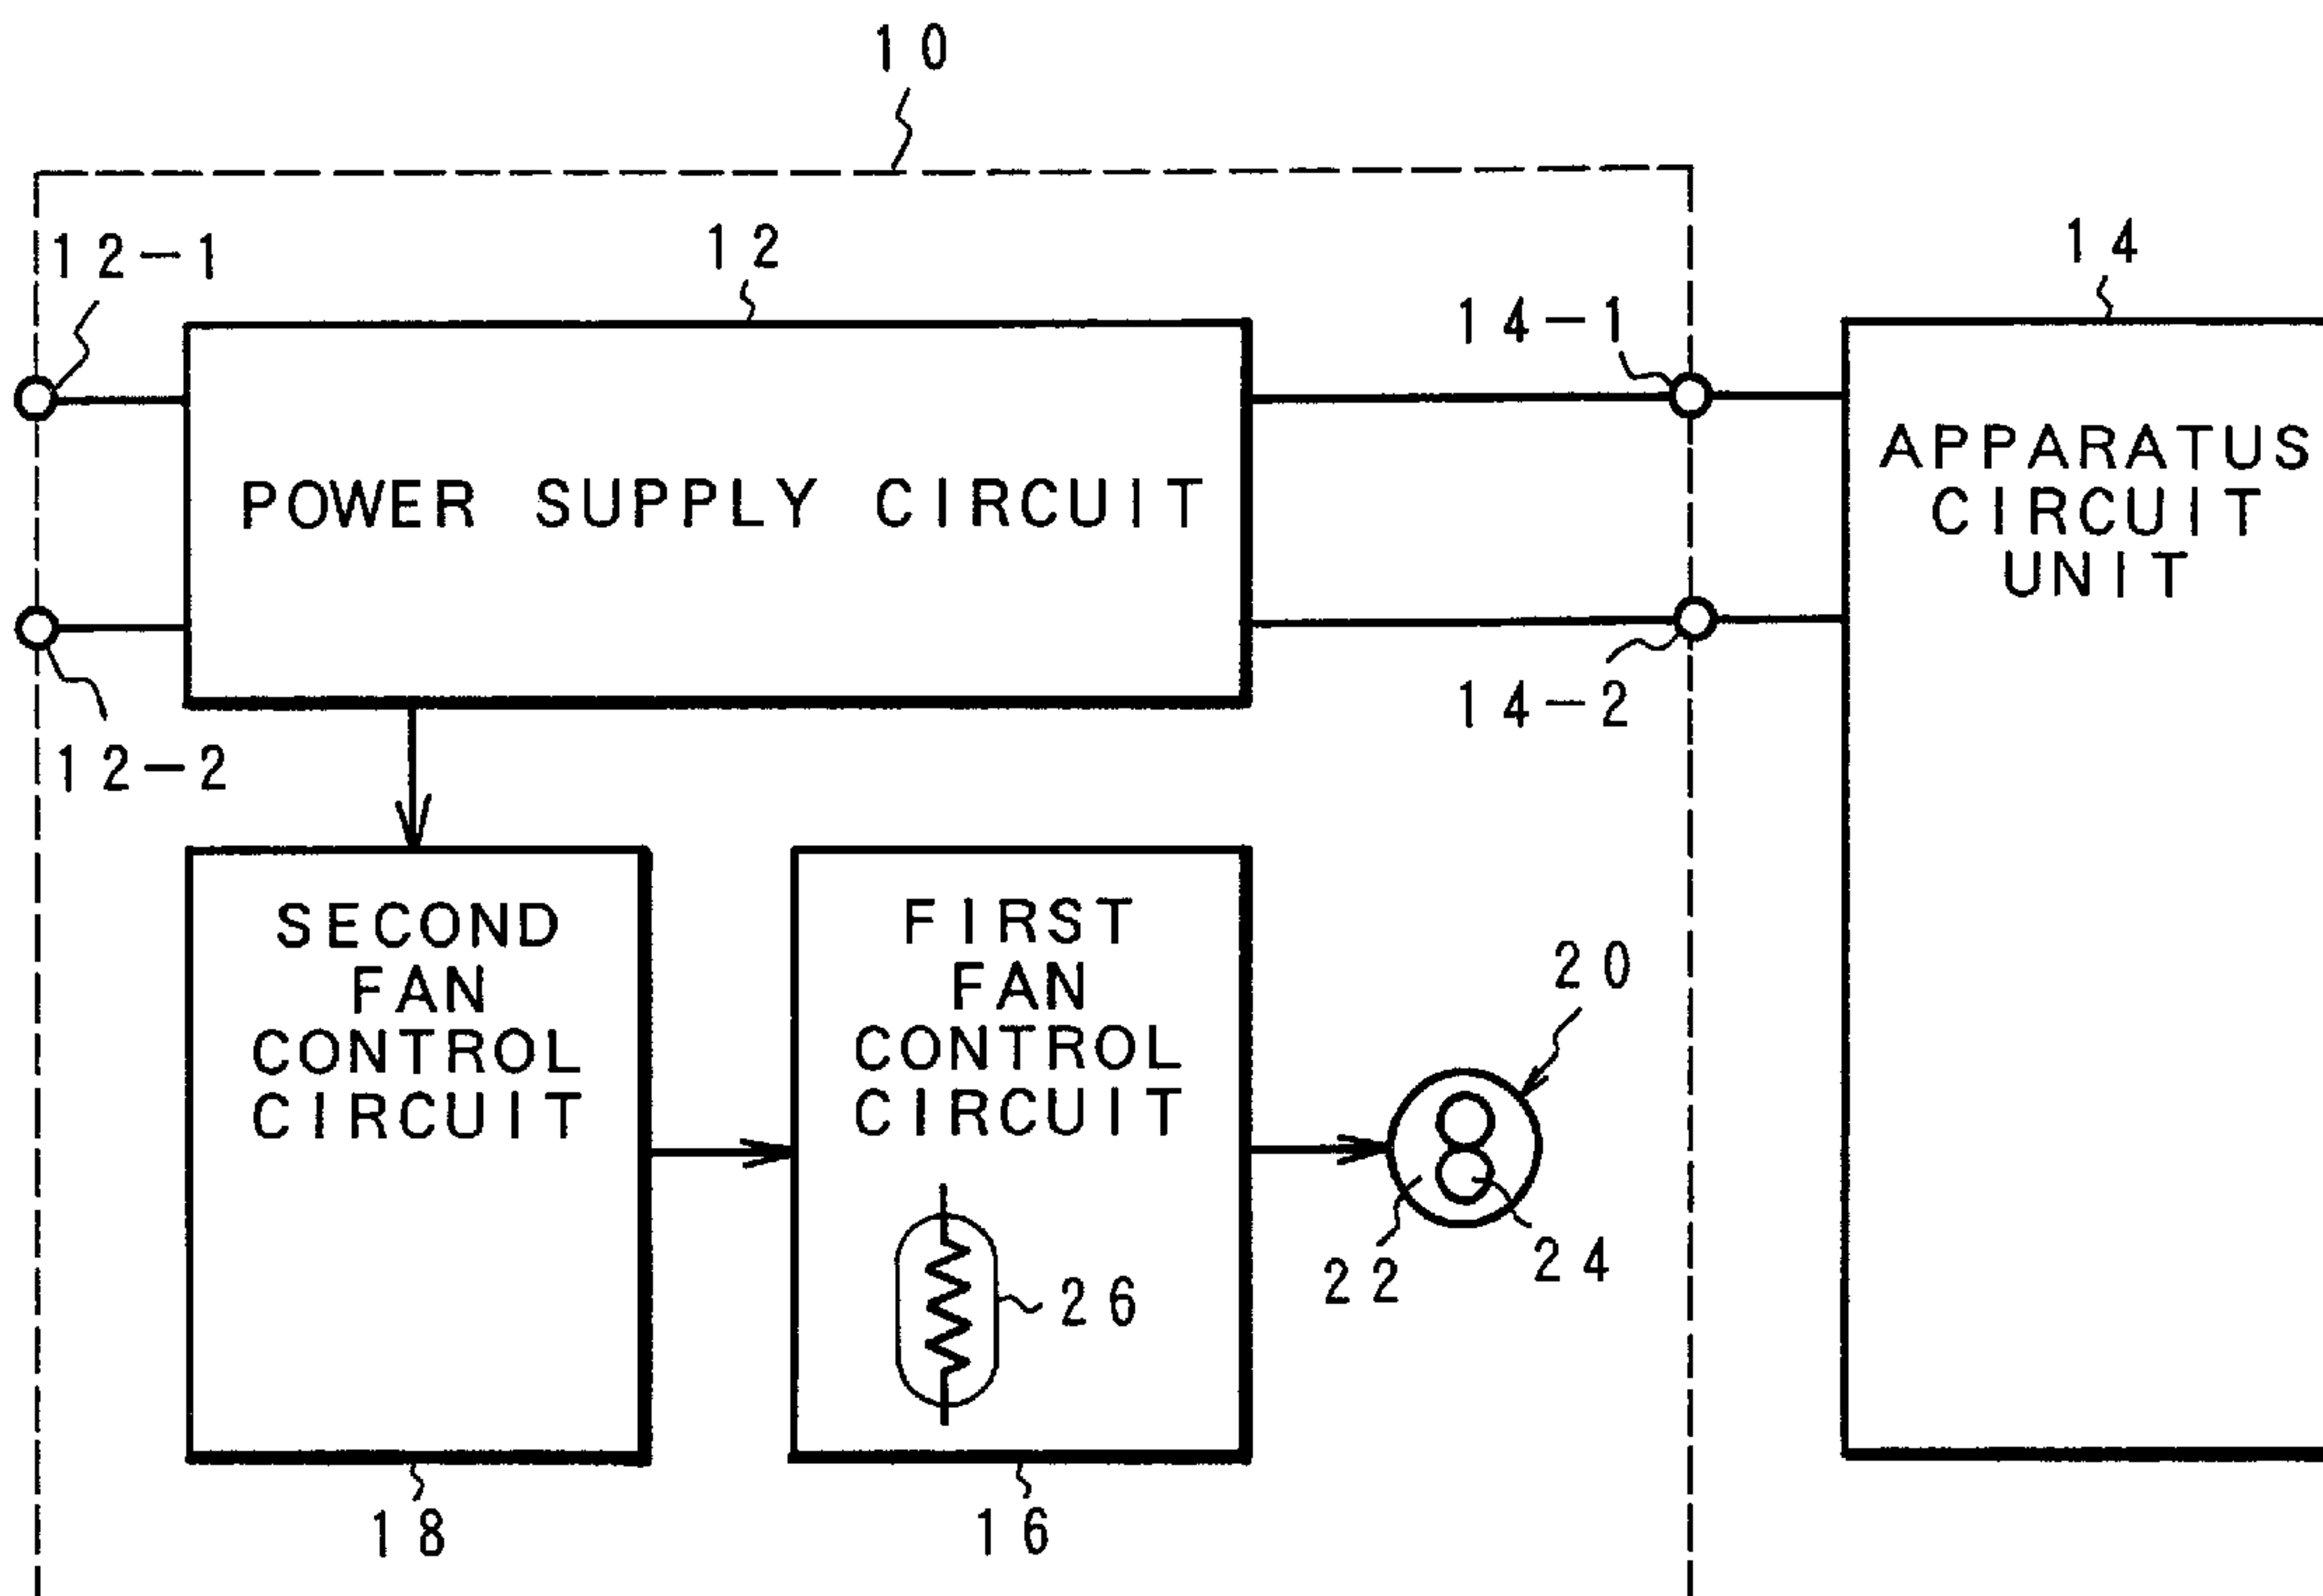 10
12-1
12
14-1
14
POWER SUPPLY CIRCUIT
APPARATUS
CIRCUIT
UNIT
12-2
14-2
SECOND
FAN
CONTROL
CIRCUIT
FIRST
FAN
CONTROL
CIRCUIT
26
20
22
24
18
16